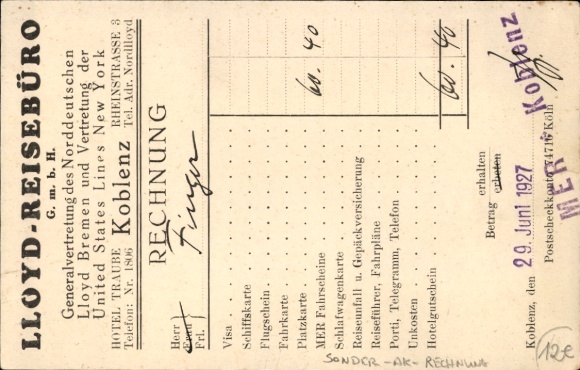 LLOYD-REISEBÜRO
G. m. b. H.
Generalvertretung des Norddeutschen
Lloyd Bremen und Vertretung der
United States Lines New York
HOTEL TRAUBE Koblenz RHEINSTRASSE 3
Telefon: Nr. 1806 Tel. Adr. Nordlloyd
RECHNUNG
Herr
Frau
Frl.
Finger
Visa
Schiffskarte
Flugschein
Fahrkarte
Platzkarte
MER Fahrscheine 60. 40
Schlafwagenkarte
Reiseunfall u. Gepäckversicherung
Reiseführer, Fahrpläne
Porti, Telegramm, Telefon
Unkosten
Hotelgutschein
60. 40
erhalten
Betrag erbeten
Koblenz, den 29. Juni 1927
Postscheckkonto 74716 Köln
MER Koblenz
SONDER-AK-RECHNUNG
12€